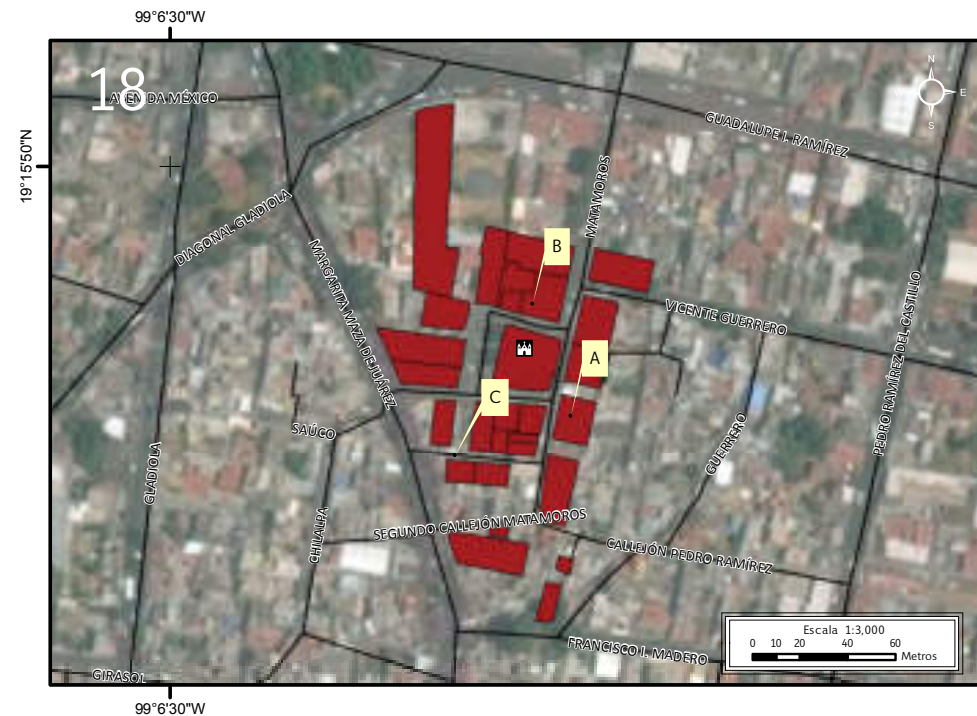 99°6'30"W
18
AVENIDA MÉXICO
N
E
S
GUADALUPE I. RAMÍREZ
19°15'50"N
MATAMOROS
DIAGONAL GLADIOLA
B
MARGARITA MAZA DE JUÁREZ
VICENTE GUERRERO
PEDRO RAMÍREZ DEL CASTILLO
A
C
SAÚCO
GUERRERO
GLADIOLA
CHILALPA
SEGUNDO CALLEJÓN MATAMOROS
CALLEJÓN PEDRO RAMÍREZ
Escala 1:3,000
0 10 20 40 60
Metros
FRANCISCO I. MADERO
GIRASOL
99°6'30"W